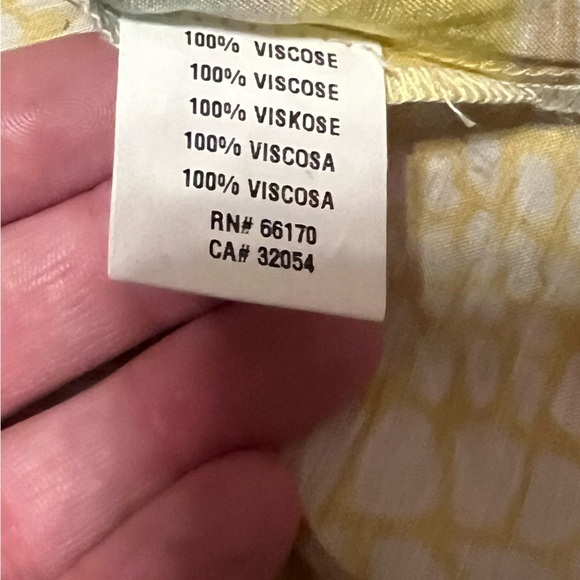 100% VISCOSE
100% VISCOSE
100% VISKOSE
100% VISCOSA
100% VISCOSA
RN# 66170
CA# 32054